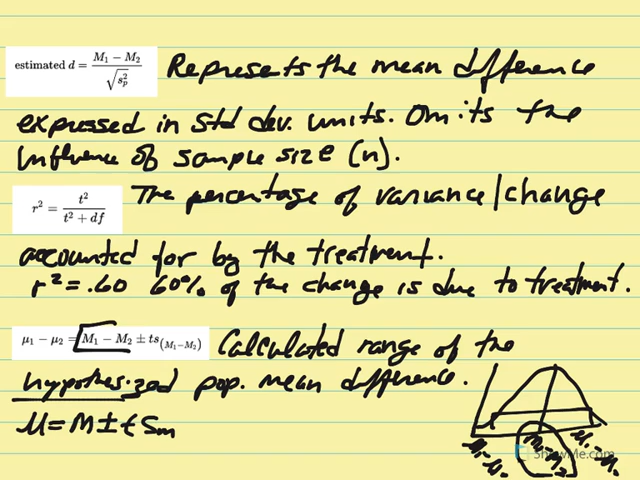 estimated d = M₁ − M₂ / √s²ₚ Represents the mean difference
expressed in Std dev. units. Omits the
influence of sample size (n).
r² = t² / t² + df The percentage of variance/change
accounted for by the treatment.
r² = .60 60% of the change is due to treatment.
μ₁ − μ₂ = M₁ − M₂ ± ts(M₁−M₂) Calculated range of the
hypothesized pop. mean difference.
μ = M ± t Sm
M₁-M₂
ShowMe.com